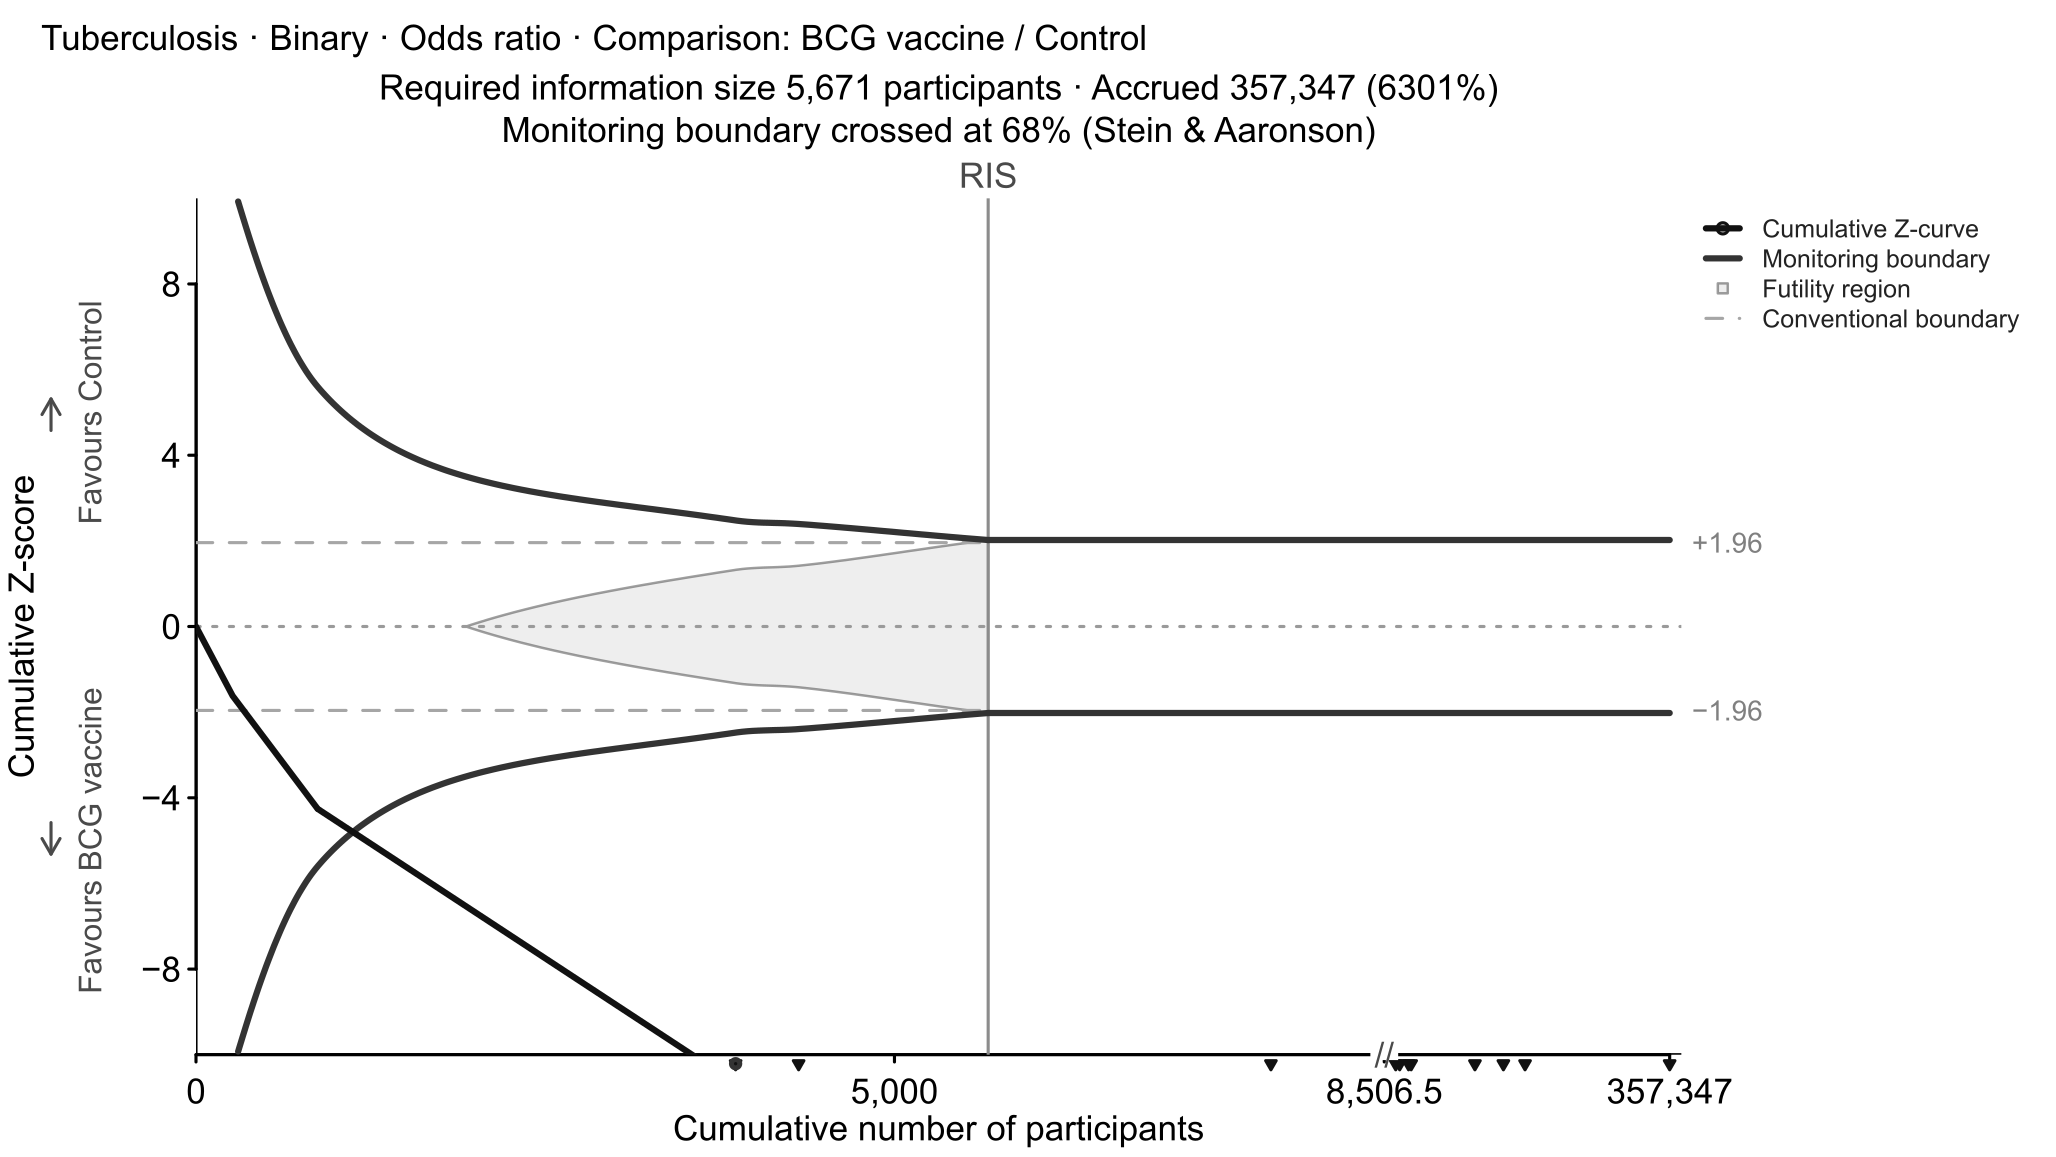 Tuberculosis · Binary · Odds ratio · Comparison: BCG vaccine / Control
Required information size 5,671 participants · Accrued 357,347 (6301%)
Monitoring boundary crossed at 68% (Stein & Aaronson)
RIS
Cumulative Z-curve
Monitoring boundary
Futility region
Conventional boundary
Cumulative Z-score
Favours Control
Favours BCG vaccine
8
4
0
−4
−8
+1.96
−1.96
0
5,000
8,506.5
357,347
Cumulative number of participants